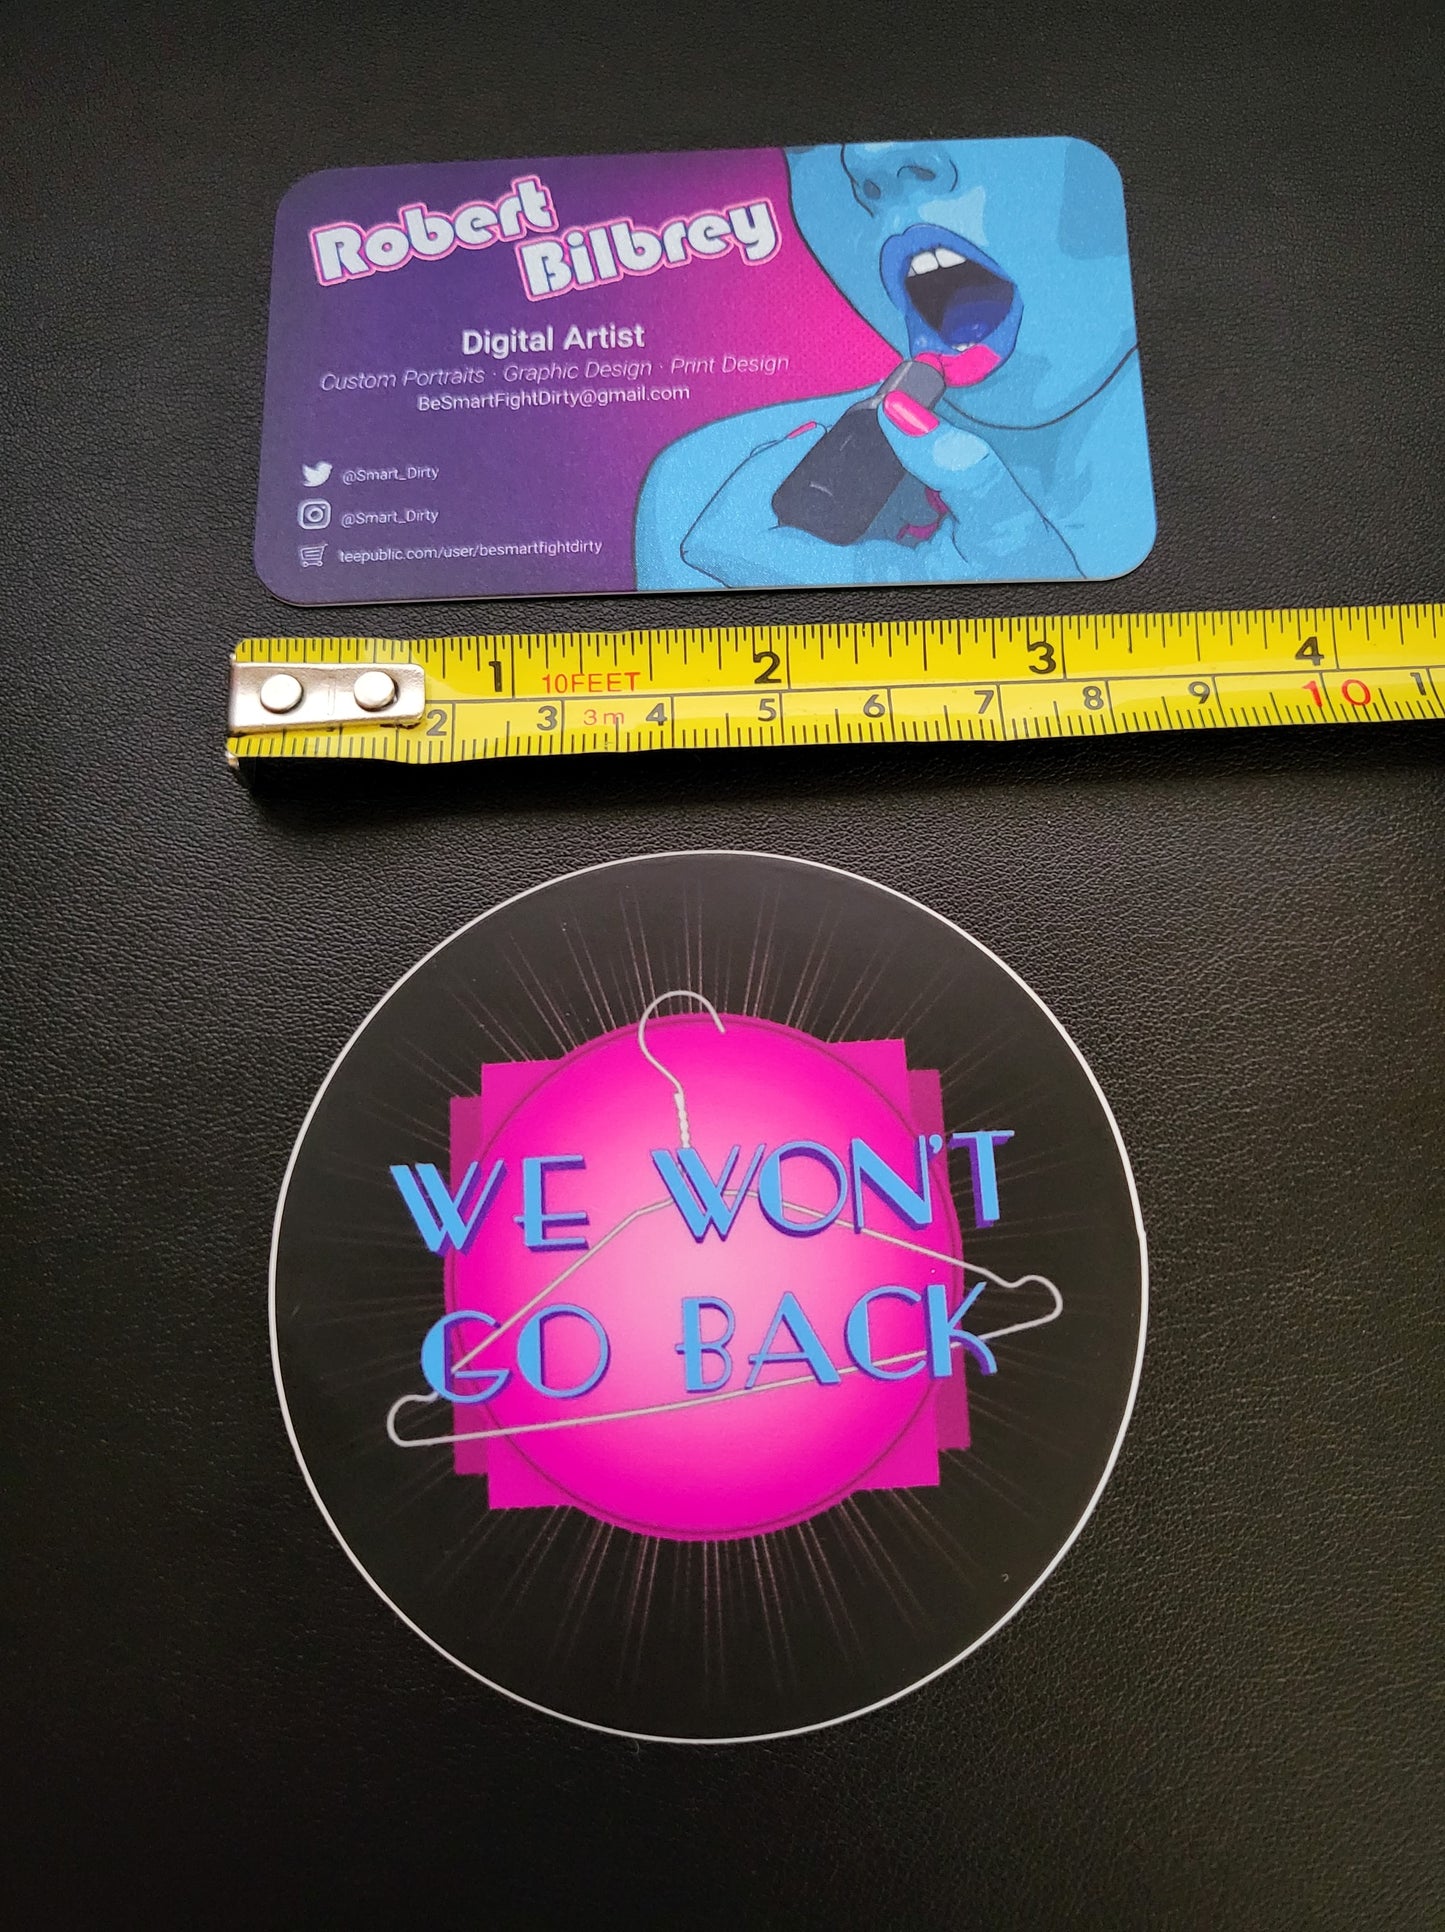 Robert
Bilbrey
Digital Artist
Custom Portraits · Graphic Design · Print Design
BeSmartFightDirty@gmail.com
@Smart_Dirty
@Smart_Dirty
teepublic.com/user/besmartfightdirty
1 10FEET 2 3 4
2 3 3m 4 5 6 7 8 9 10 1
WE WON'T
GO BACK